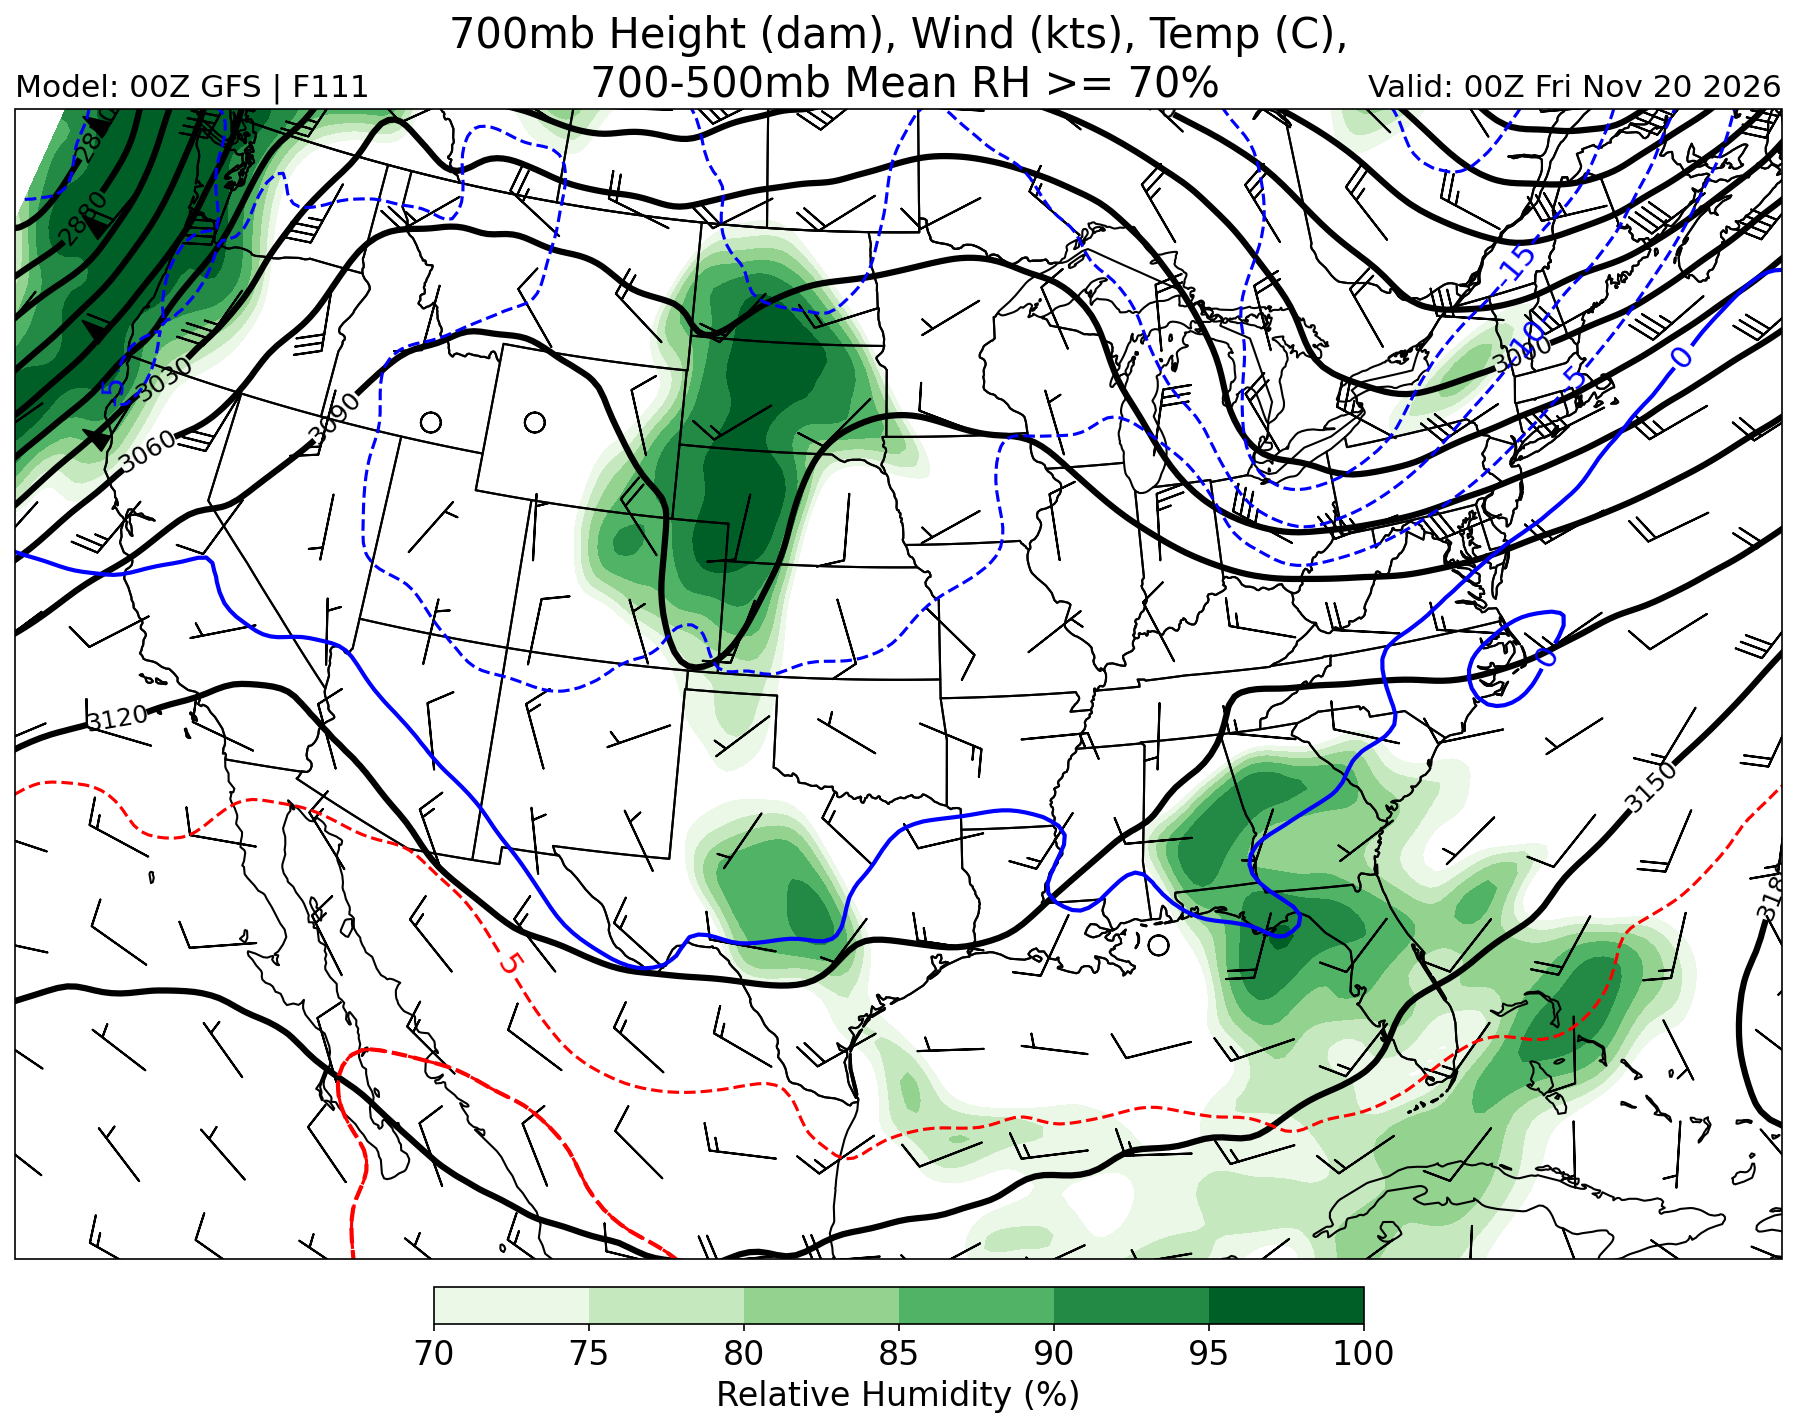 700mb Height (dam), Wind (kts), Temp (C),
700-500mb Mean RH >= 70%
Model: 00Z GFS | F111
Valid: 00Z Fri Nov 20 2026
2880
-15
-10
3000
0
-5
-5
3030
3090
3060
0
3120
3150
5
70 75 80 85 90 95 100
Relative Humidity (%)